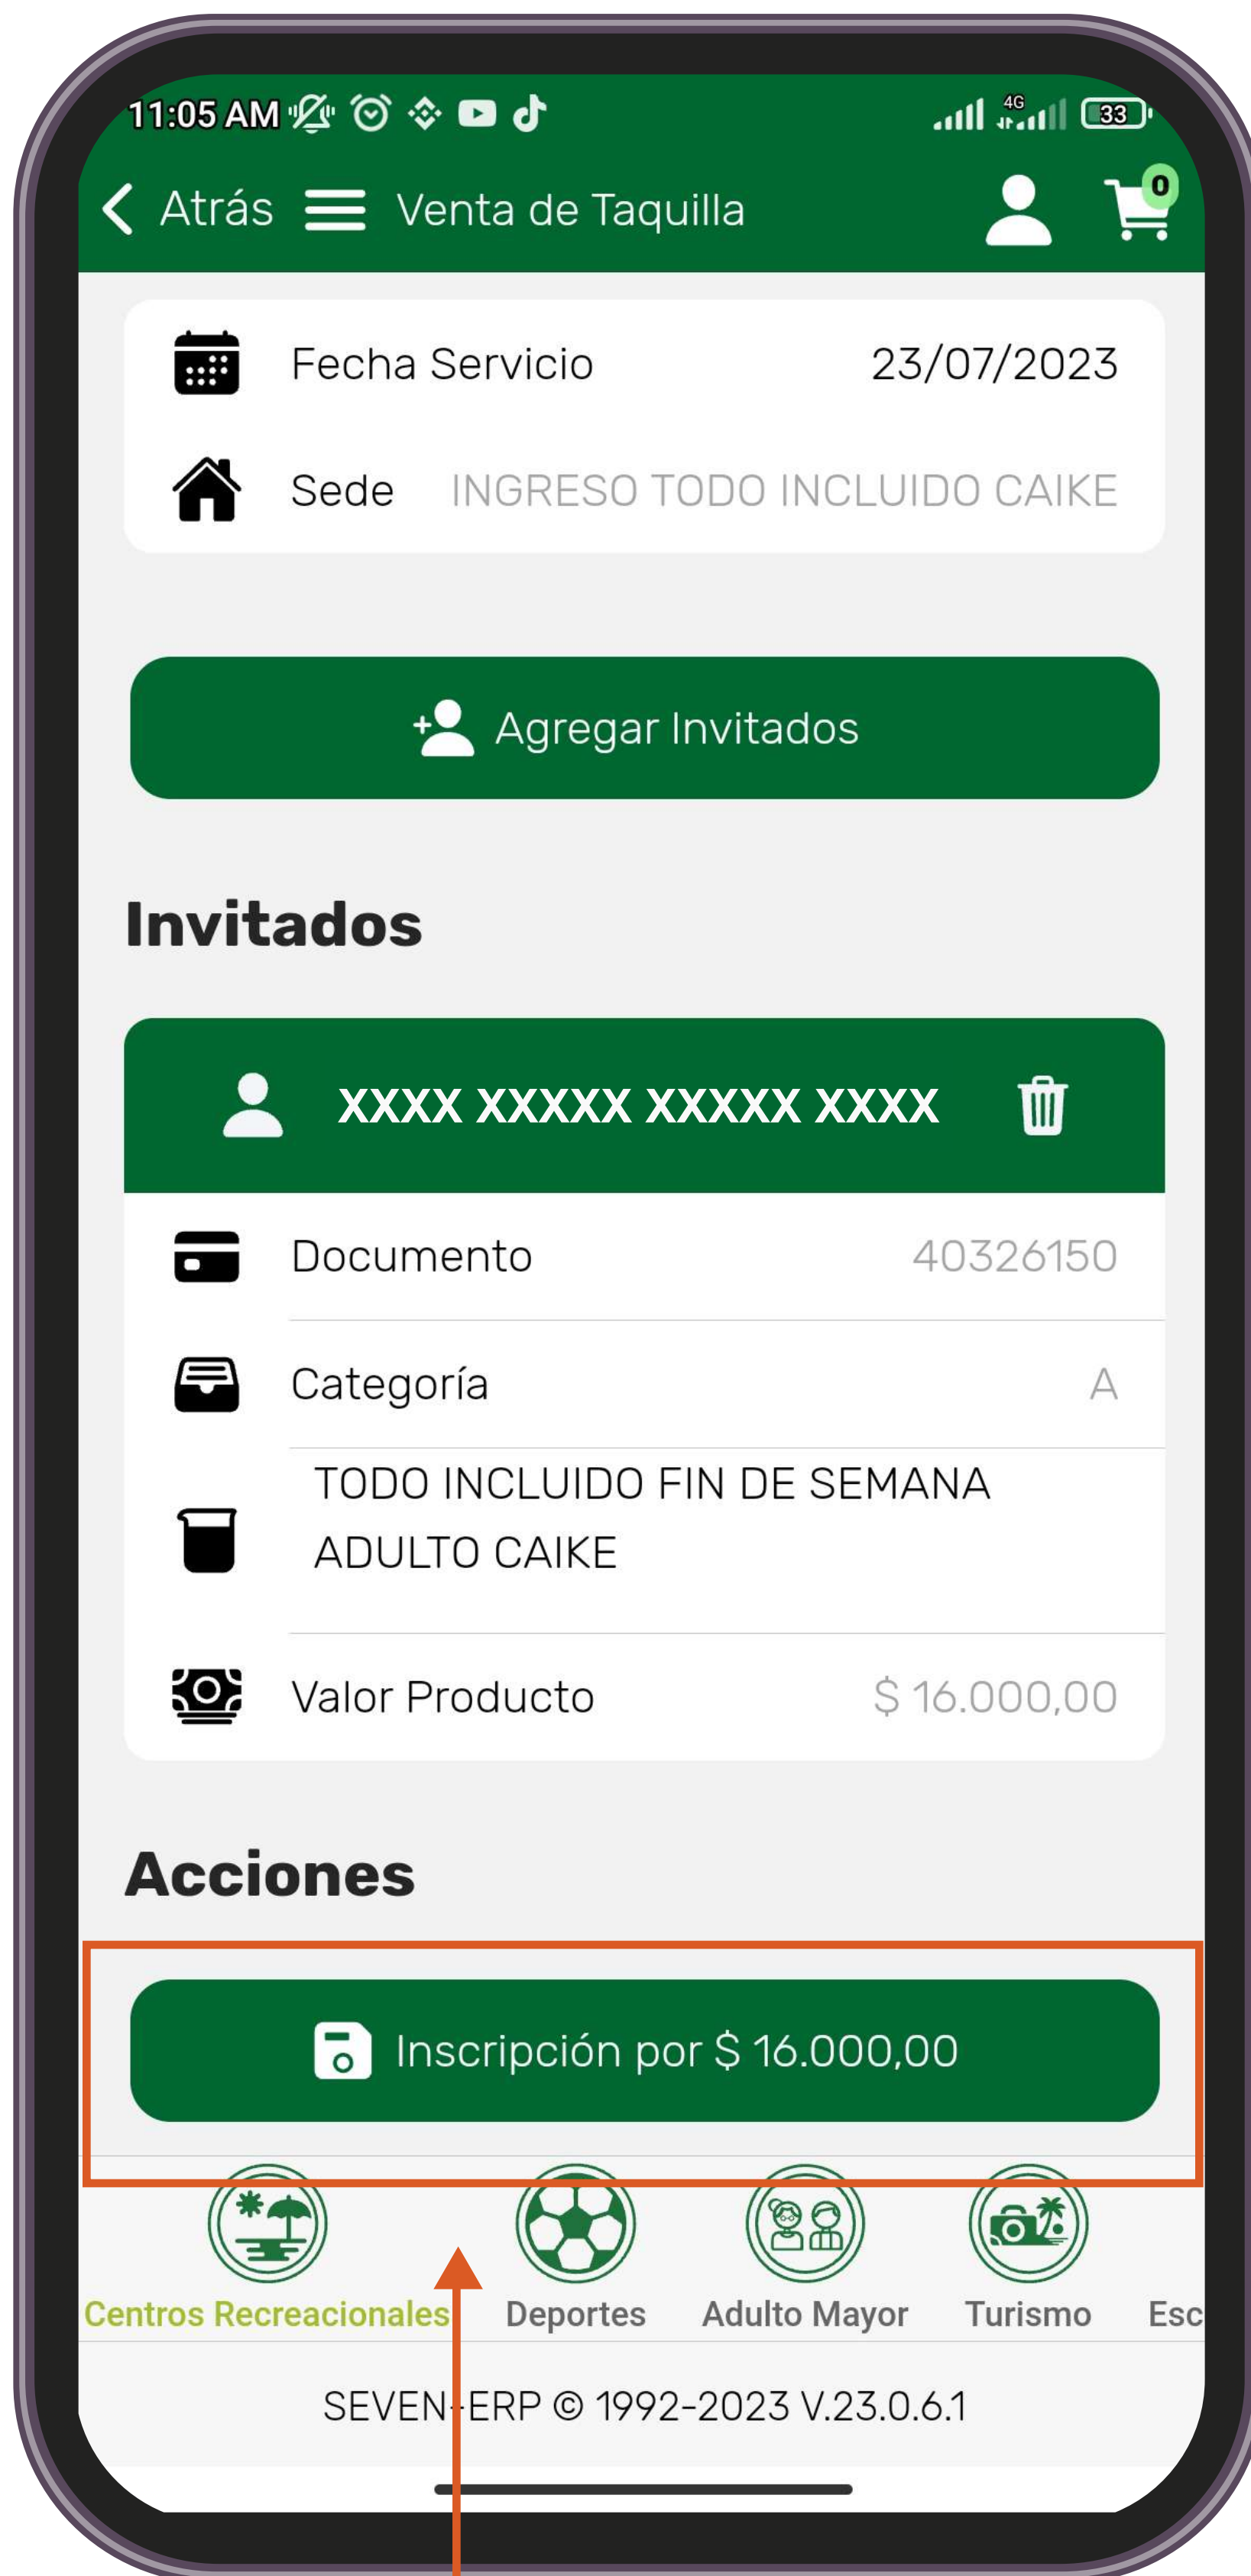 11:05 AM
4G
33
Atrás
Venta de Taquilla
0
Fecha Servicio 23/07/2023
Sede INGRESO TODO INCLUIDO CAIKE
Agregar Invitados
Invitados
XXXX XXXXX XXXXX XXXX
Documento 40326150
Categoría A
TODO INCLUIDO FIN DE SEMANA
ADULTO CAIKE
Valor Producto $ 16.000,00
Acciones
Inscripción por $ 16.000,00
Centros Recreacionales Deportes Adulto Mayor Turismo Esc
SEVEN-ERP © 1992-2023 V.23.0.6.1